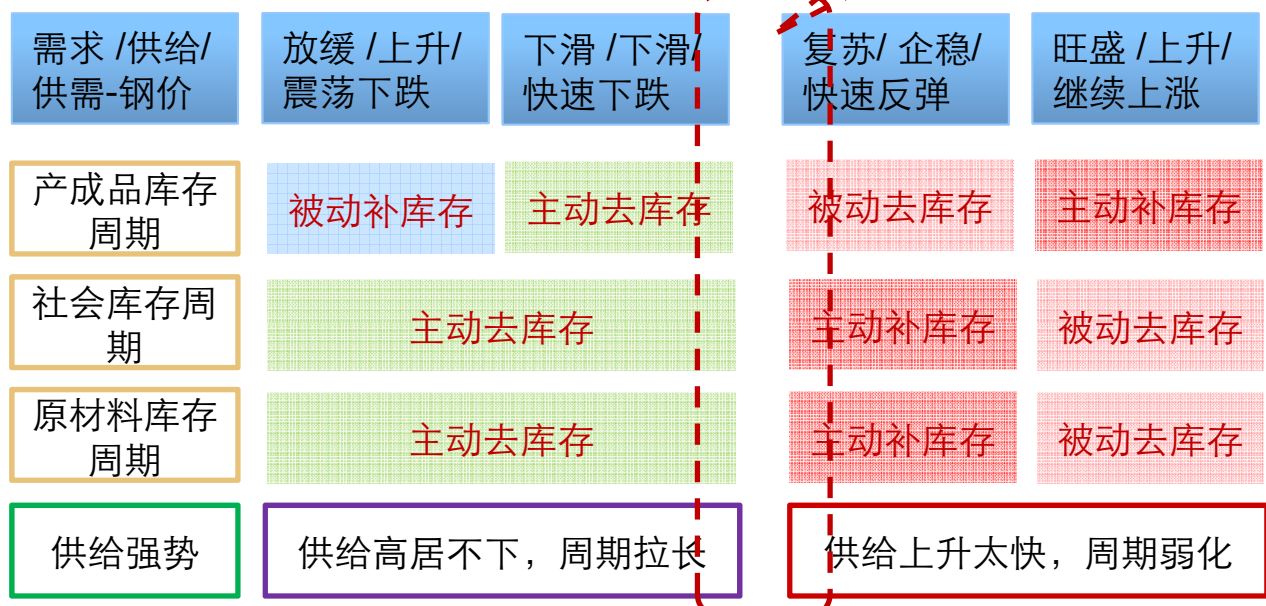 需求 /供给/
供需-钢价
放缓 /上升/
震荡下跌
下滑 /下滑/
快速下跌
复苏/ 企稳/
快速反弹
旺盛 /上升/
继续上涨
产成品库存
周期
被动补库存
主动去库存
被动去库存
主动补库存
社会库存周
期
主动去库存
主动补库存
被动去库存
原材料库存
周期
主动去库存
主动补库存
被动去库存
供给强势
供给高居不下，周期拉长
供给上升太快，周期弱化